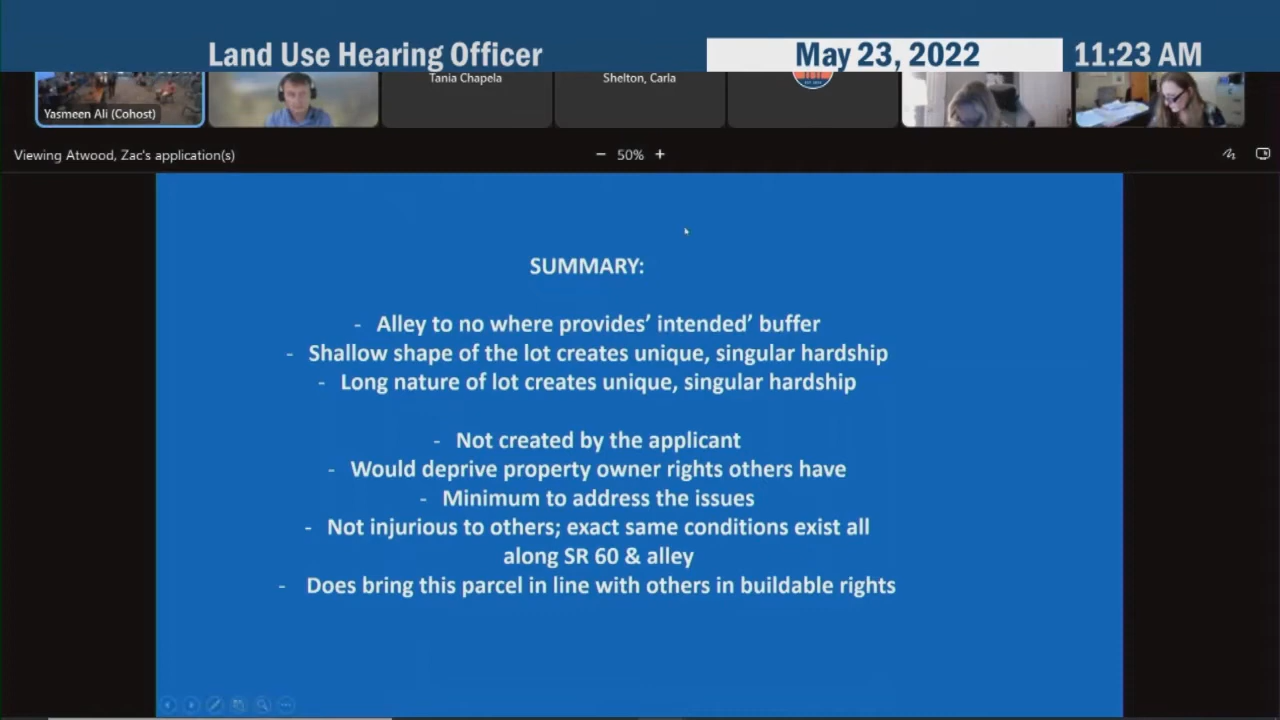 Land Use Hearing Officer
May 23, 2022
11:23 AM
Yasmeen Ali (Cohost)
Tania Chapela
Shelton, Carla
Viewing Atwood, Zac's application(s)
− 50% +
SUMMARY:
- Alley to no where provides’ intended’ buffer
- Shallow shape of the lot creates unique, singular hardship
- Long nature of lot creates unique, singular hardship
- Not created by the applicant
- Would deprive property owner rights others have
- Minimum to address the issues
- Not injurious to others; exact same conditions exist all
along SR 60 & alley
- Does bring this parcel in line with others in buildable rights